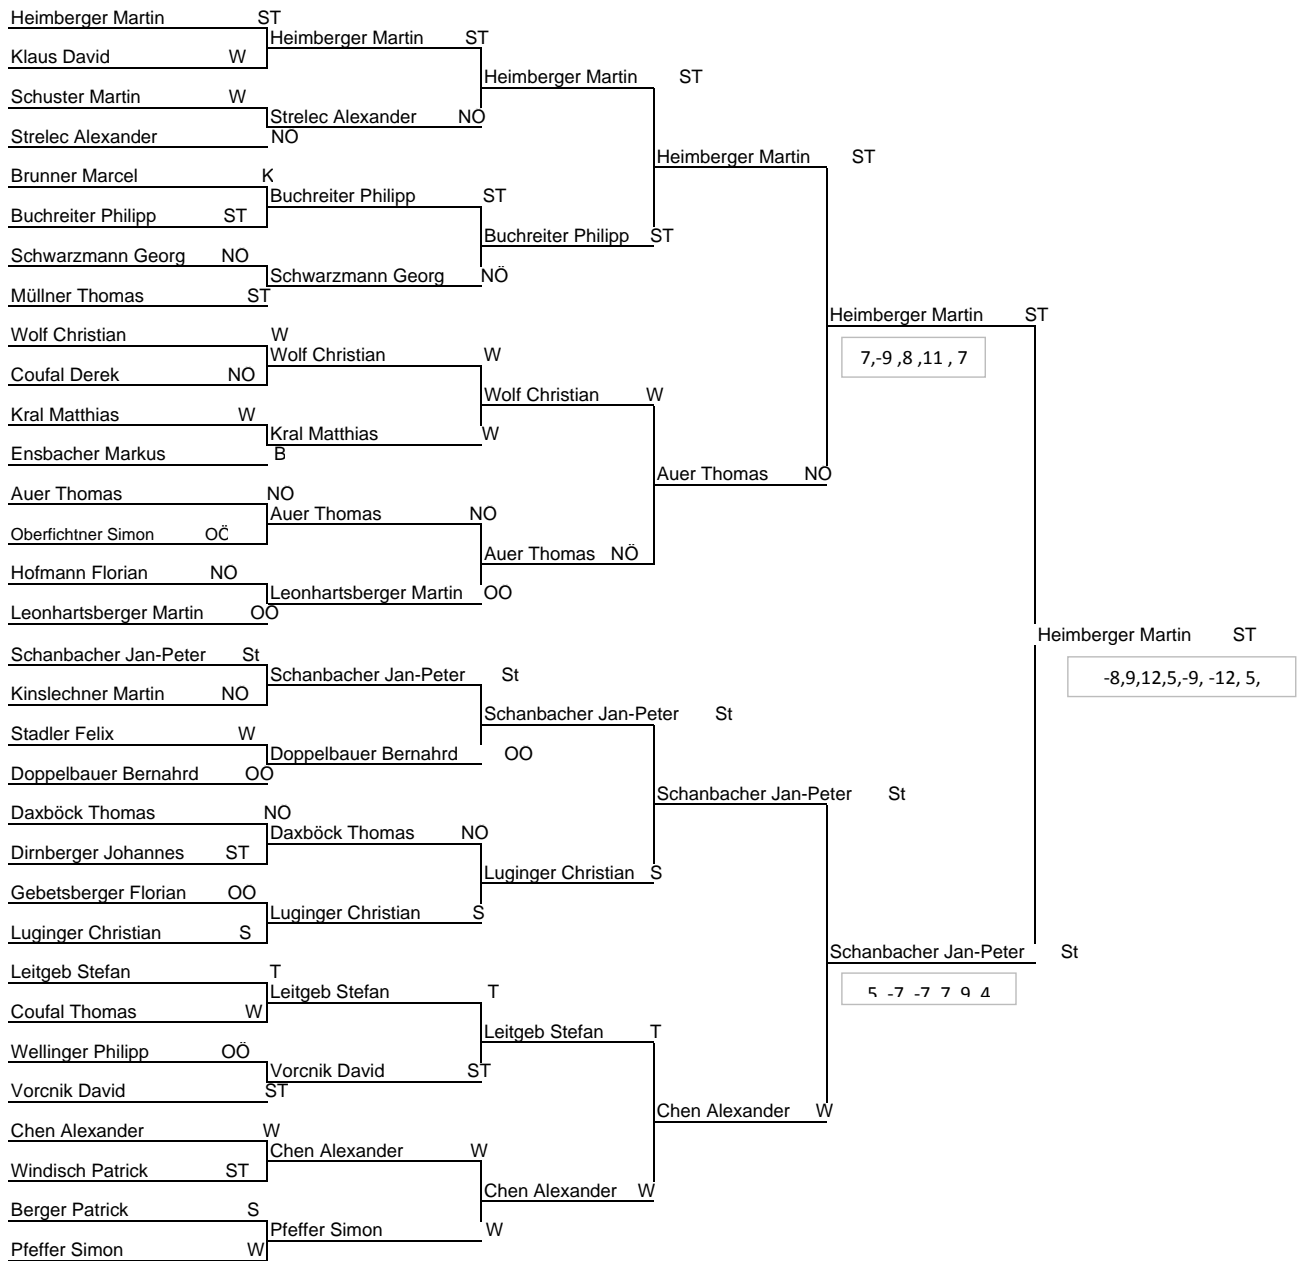 Heimberger Martin ST
Heimberger Martin ST
Klaus David W
Heimberger Martin ST
Schuster Martin W
Strelec Alexander NO
Strelec Alexander NO
Heimberger Martin ST
Brunner Marcel K
Buchreiter Philipp ST
Buchreiter Philipp ST
Buchreiter Philipp ST
Schwarzmann Georg NO
Schwarzmann Georg NÖ
Müllner Thomas ST
Heimberger Martin ST
Wolf Christian W
Wolf Christian W
7,-9 ,8 ,11 , 7
Coufal Derek NO
Wolf Christian W
Kral Matthias W
Kral Matthias W
Ensbacher Markus B
Auer Thomas NO
Auer Thomas NO
Auer Thomas NO
Oberfichtner Simon OÖ
Auer Thomas NÖ
Hofmann Florian NO
Leonhartsberger Martin OO
Leonhartsberger Martin OO
Heimberger Martin ST
Schanbacher Jan-Peter St
Schanbacher Jan-Peter St
-8,9,12,5,-9, -12, 5,
Kinslechner Martin NO
Schanbacher Jan-Peter St
Stadler Felix W
Doppelbauer Bernahrd OO
Doppelbauer Bernahrd OO
Schanbacher Jan-Peter St
Daxböck Thomas NO
Daxböck Thomas NO
Dirnberger Johannes ST
Luginger Christian S
Gebetsberger Florian OO
Luginger Christian S
Luginger Christian S
Schanbacher Jan-Peter St
Leitgeb Stefan T
Leitgeb Stefan T
5 -7 -7 7 9 4
Coufal Thomas W
Leitgeb Stefan T
Wellinger Philipp OÖ
Vorcnik David ST
Vorcnik David ST
Chen Alexander W
Chen Alexander W
Chen Alexander W
Windisch Patrick ST
Chen Alexander W
Berger Patrick S
Pfeffer Simon W
Pfeffer Simon W